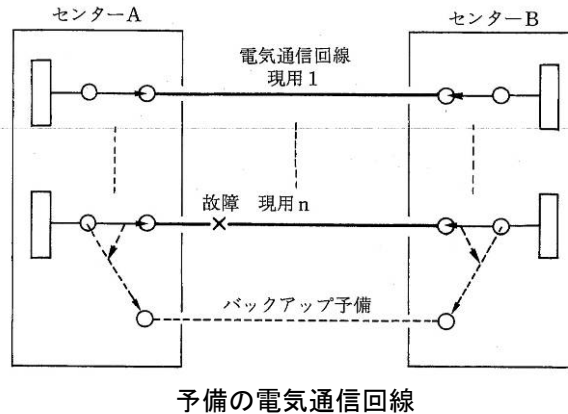 センターA
センターB
電気通信回線
現用1
故障 現用n
バックアップ予備
予備の電気通信回線